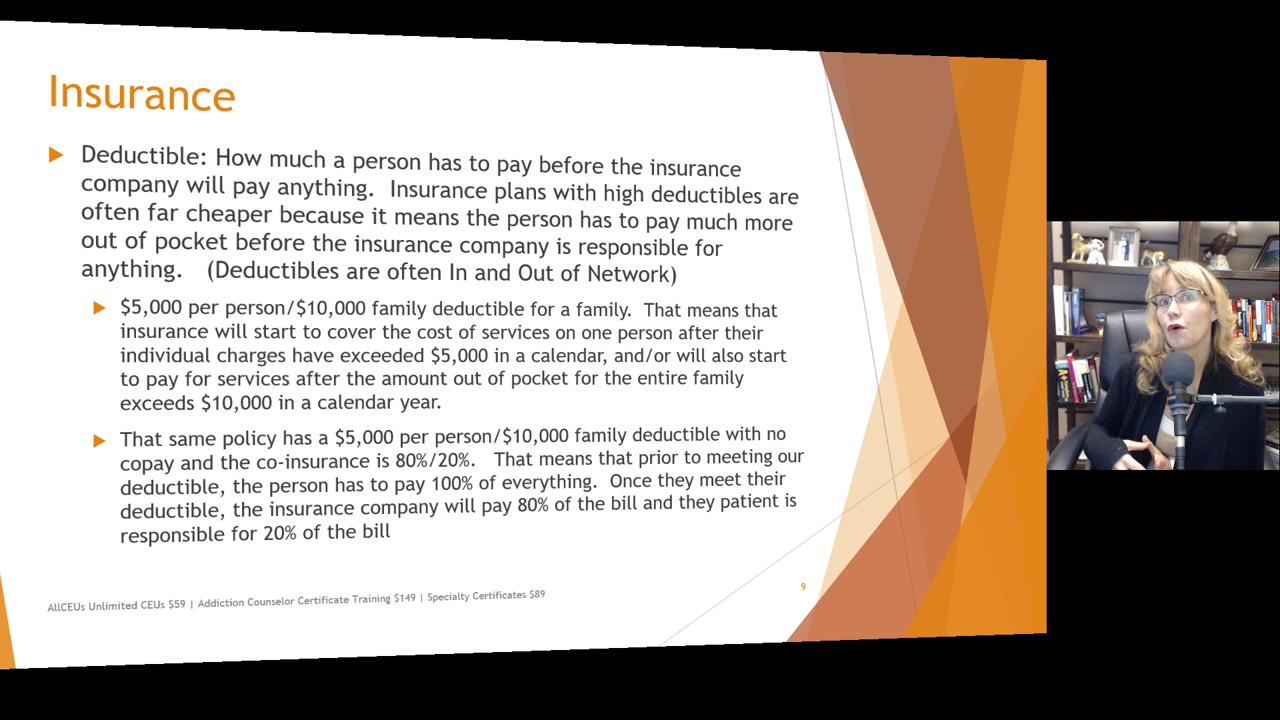 Insurance
Deductible: How much a person has to pay before the insurance
company will pay anything. Insurance plans with high deductibles are
often far cheaper because it means the person has to pay much more
out of pocket before the insurance company is responsible for
anything. (Deductibles are often In and Out of Network)
$5,000 per person/$10,000 family deductible for a family. That means that
insurance will start to cover the cost of services on one person after their
individual charges have exceeded $5,000 in a calendar, and/or will also start
to pay for services after the amount out of pocket for the entire family
exceeds $10,000 in a calendar year.
That same policy has a $5,000 per person/$10,000 family deductible with no
copay and the co-insurance is 80%/20%. That means that prior to meeting our
deductible, the person has to pay 100% of everything. Once they meet their
deductible, the insurance company will pay 80% of the bill and they patient is
responsible for 20% of the bill
9
AllCEUs Unlimited CEUs $59 | Addiction Counselor Certificate Training $149 | Specialty Certificates $89